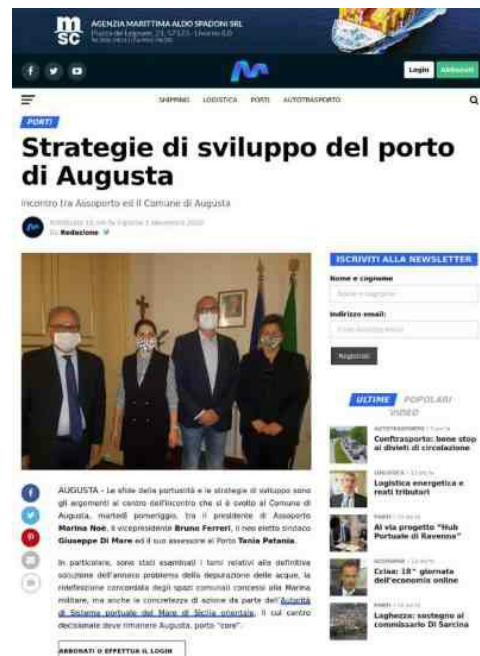 MSC
AGENZIA MARITTIMA ALDO SPADONI SRL
Login
Abbonati
SHIPPING LOGISTICA PORTI AUTOTRASPORTO
PORTI
Strategie di sviluppo del porto
di Augusta
Incontro tra Assoporto ed il Comune di Augusta
Redazione
ISCRIVITI ALLA NEWSLETTER
Nome e cognome
Nome e cognome
Indirizzo email:
Registrati
ULTIME POPOLARI
VIDEO
AUTOTRASPORTO
Conftrasporto: bene stop
ai divieti di circolazione
LOGISTICA
Logistica energetica e
reati tributari
PORTI
Al via progetto "Hub
Portuale di Ravenna"
ECONOMIA
18^ giornata
dell'economia online
PORTI
Laghezza: sostegno al
commissario Di Sarcina
AUGUSTA - Le sfide della portualità e le strategie di sviluppo sono
gli argomenti al centro dell'incontro che si è svolto al Comune di
Augusta, martedì pomeriggio, tra il presidente di Assoporto
Marina Noè, il vicepresidente Bruno Ferreri, il neo eletto sindaco
Giuseppe Di Mare ed il suo assessore al Porto Tania Patania.
In particolare, sono stati esaminati i temi relativi alla definitiva
soluzione dell'annoso problema della depurazione delle acque, la
ridefinizione concordata degli spazi comunali concessi alla Marina
militare, ma anche la concretezza di azione da parte dell'Autorità
di Sistema portuale del Mare di Sicilia orientale, il cui centro
decisionale deve rimanere Augusta, porto "core".
ABBONATI O EFFETTUA IL LOGIN